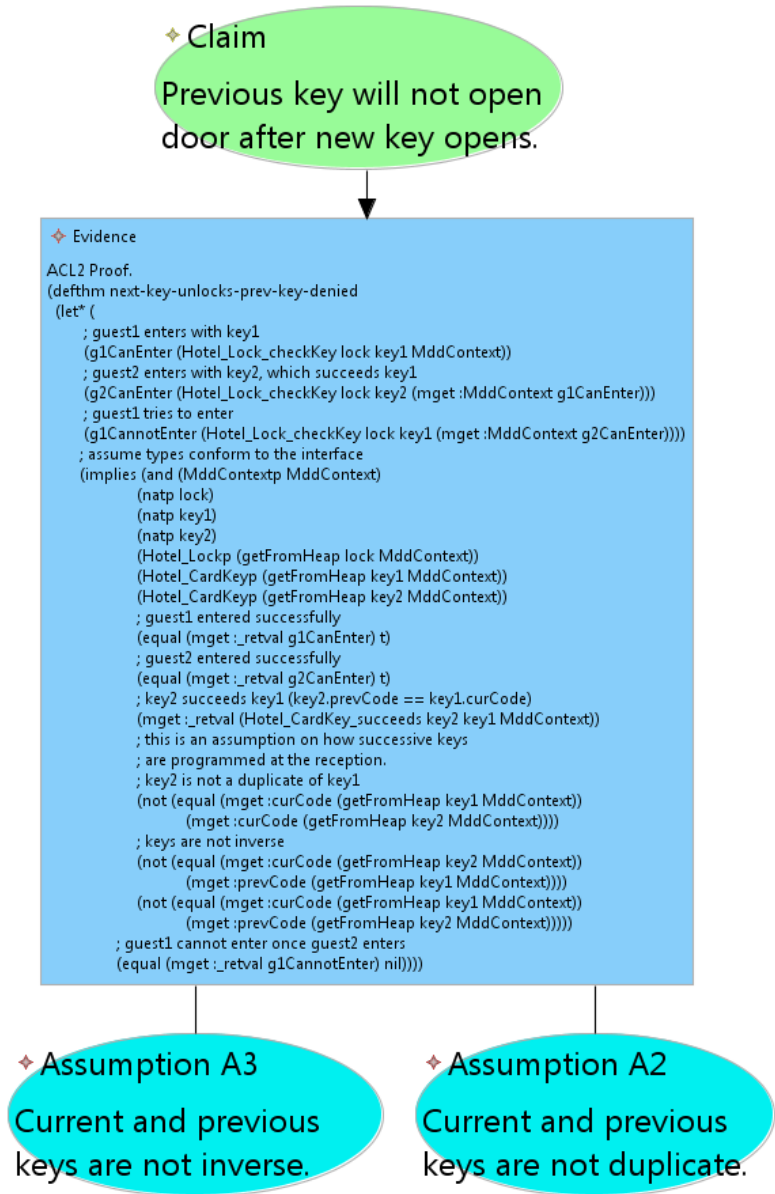 Claim
Previous key will not open
door after new key opens.
Evidence
ACL2 Proof.
(defthm next-key-unlocks-prev-key-denied
(let* (
; guest1 enters with key1
(g1CanEnter (Hotel_Lock_checkKey lock key1 MddContext))
; guest2 enters with key2, which succeeds key1
(g2CanEnter (Hotel_Lock_checkKey lock key2 (mget :MddContext g1CanEnter)))
; guest1 tries to enter
(g1CannotEnter (Hotel_Lock_checkKey lock key1 (mget :MddContext g2CanEnter))))
; assume types conform to the interface
(implies (and (MddContextp MddContext)
(natp lock)
(natp key1)
(natp key2)
(Hotel_Lockp (getFromHeap lock MddContext))
(Hotel_CardKeyp (getFromHeap key1 MddContext))
(Hotel_CardKeyp (getFromHeap key2 MddContext))
; guest1 entered successfully
(equal (mget :_retval g1CanEnter) t)
; guest2 entered successfully
(equal (mget :_retval g2CanEnter) t)
; key2 succeeds key1 (key2.prevCode == key1.curCode)
(mget :_retval (Hotel_CardKey_succeeds key2 key1 MddContext))
; this is an assumption on how successive keys
; are programmed at the reception.
; key2 is not a duplicate of key1
(not (equal (mget :curCode (getFromHeap key1 MddContext))
(mget :curCode (getFromHeap key2 MddContext))))
; keys are not inverse
(not (equal (mget :curCode (getFromHeap key2 MddContext))
(mget :prevCode (getFromHeap key1 MddContext))))
(not (equal (mget :curCode (getFromHeap key1 MddContext))
(mget :prevCode (getFromHeap key2 MddContext)))))
; guest1 cannot enter once guest2 enters
(equal (mget :_retval g1CannotEnter) nil))))
Assumption A3
Current and previous
keys are not inverse.
Assumption A2
Current and previous
keys are not duplicate.